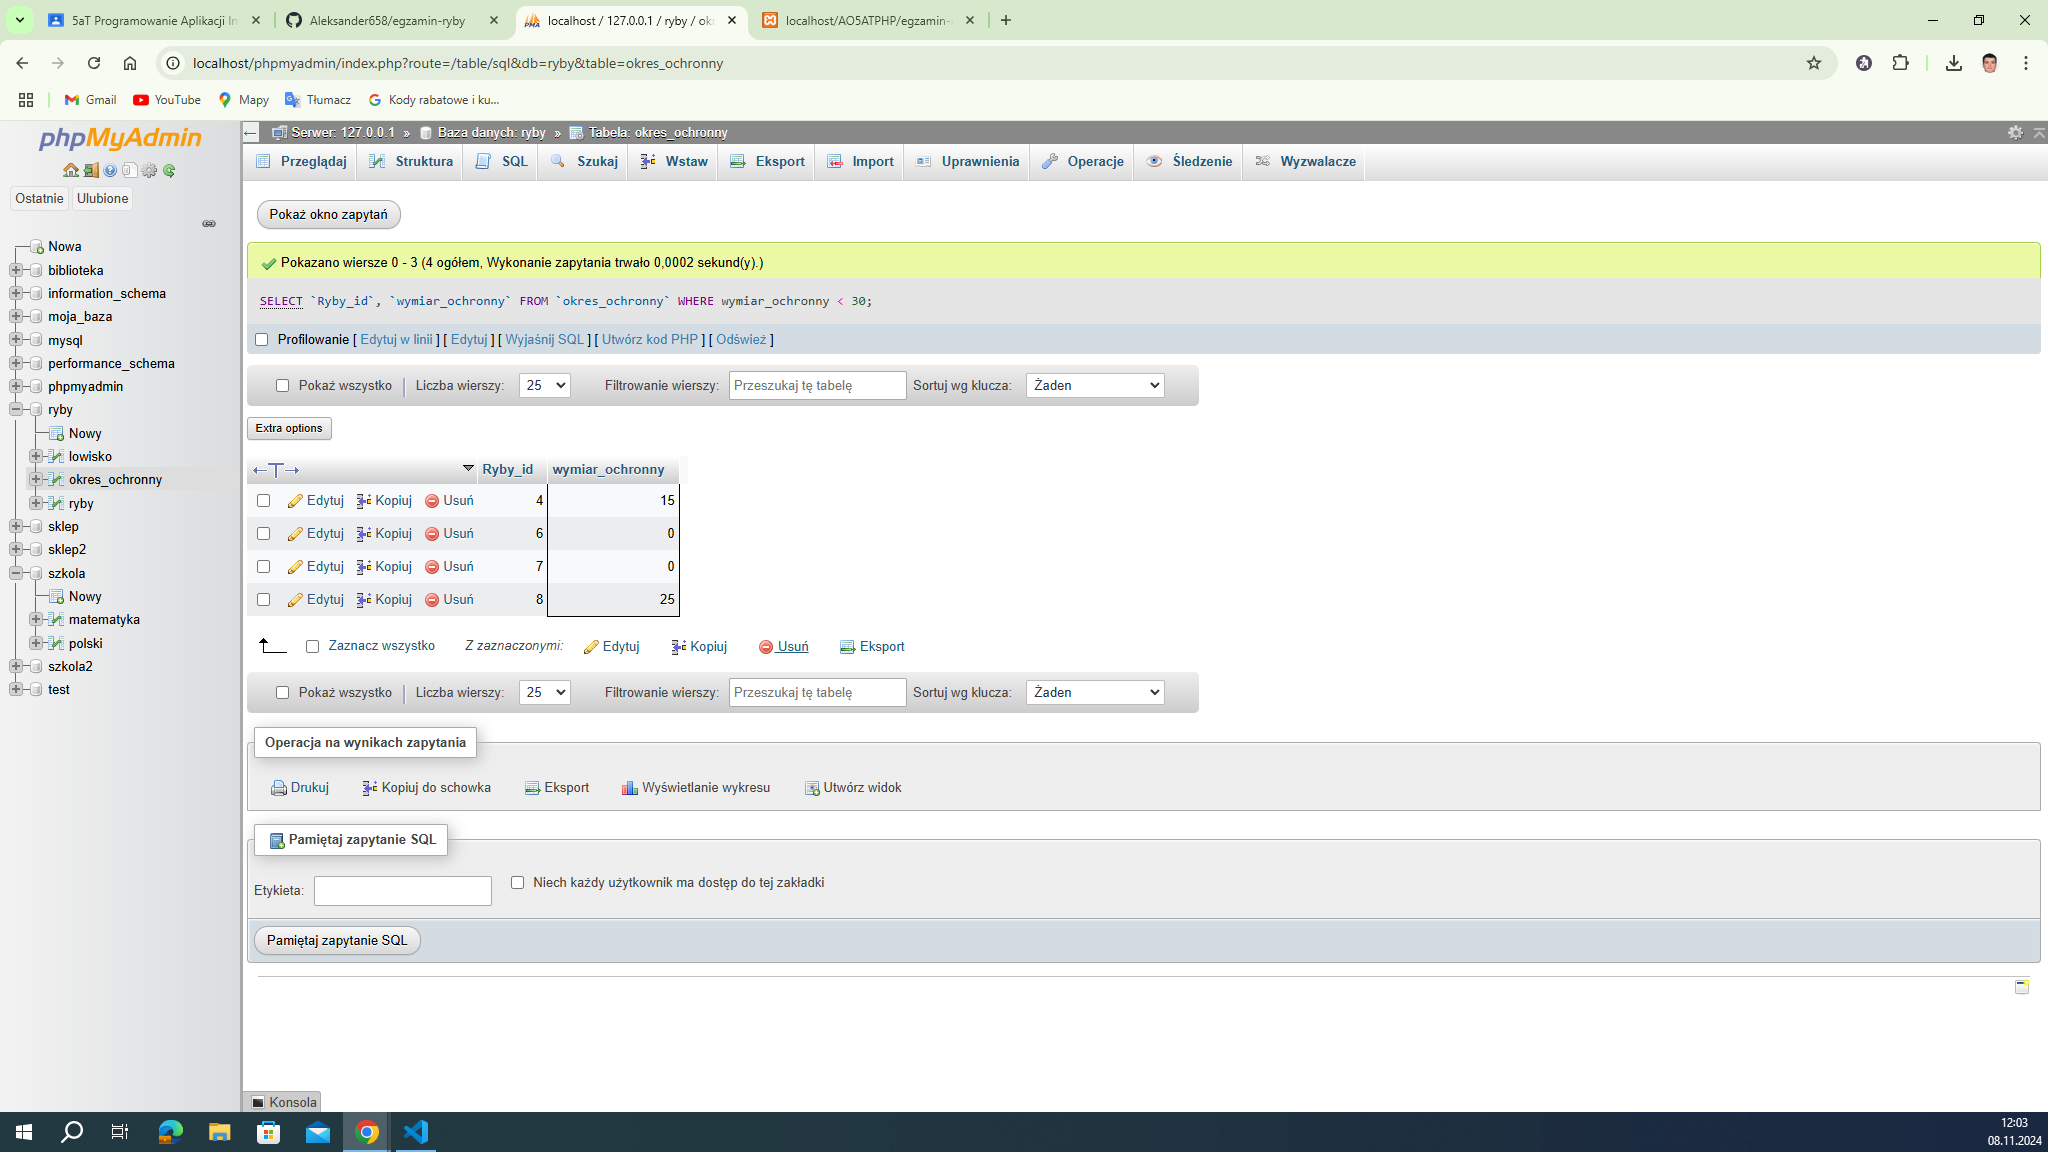 5aT Programowanie Aplikacji In
Aleksander658/egzamin-ryby
localhost / 127.0.0.1 / ryby / okr
localhost/AO5ATPHP/egzamin-
localhost/phpmyadmin/index.php?route=/table/sql&db=ryby&table=okres_ochronny
Gmail
YouTube
Mapy
Tłumacz
Kody rabatowe i ku...
phpMyAdmin
Ostatnie
Ulubione
Nowa
biblioteka
information_schema
moja_baza
mysql
performance_schema
phpmyadmin
ryby
Nowy
lowisko
okres_ochronny
ryby
sklep
sklep2
szkola
Nowy
matematyka
polski
szkola2
test
Serwer: 127.0.0.1 » Baza danych: ryby » Tabela: okres_ochronny
Przeglądaj
Struktura
SQL
Szukaj
Wstaw
Eksport
Import
Uprawnienia
Operacje
Śledzenie
Wyzwalacze
Pokaż okno zapytań
Pokazano wiersze 0 - 3 (4 ogółem, Wykonanie zapytania trwało 0,0002 sekund(y).)
SELECT `Ryby_id`, `wymiar_ochronny` FROM `okres_ochronny` WHERE wymiar_ochronny < 30;
Profilowanie [ Edytuj w linii ] [ Edytuj ] [ Wyjaśnij SQL ] [ Utwórz kod PHP ] [ Odśwież ]
Pokaż wszystko | Liczba wierszy: 25 Filtrowanie wierszy: Przeszukaj tę tabelę Sortuj wg klucza: Żaden
Extra options
←T→ Ryby_id wymiar_ochronny
Edytuj Kopiuj Usuń 4 15
Edytuj Kopiuj Usuń 6 0
Edytuj Kopiuj Usuń 7 0
Edytuj Kopiuj Usuń 8 25
Zaznacz wszystko Z zaznaczonymi: Edytuj Kopiuj Usuń Eksport
Pokaż wszystko | Liczba wierszy: 25 Filtrowanie wierszy: Przeszukaj tę tabelę Sortuj wg klucza: Żaden
Operacja na wynikach zapytania
Drukuj Kopiuj do schowka Eksport Wyświetlanie wykresu Utwórz widok
Pamiętaj zapytanie SQL
Etykieta: Niech każdy użytkownik ma dostęp do tej zakładki
Pamiętaj zapytanie SQL
Konsola
12:03
08.11.2024